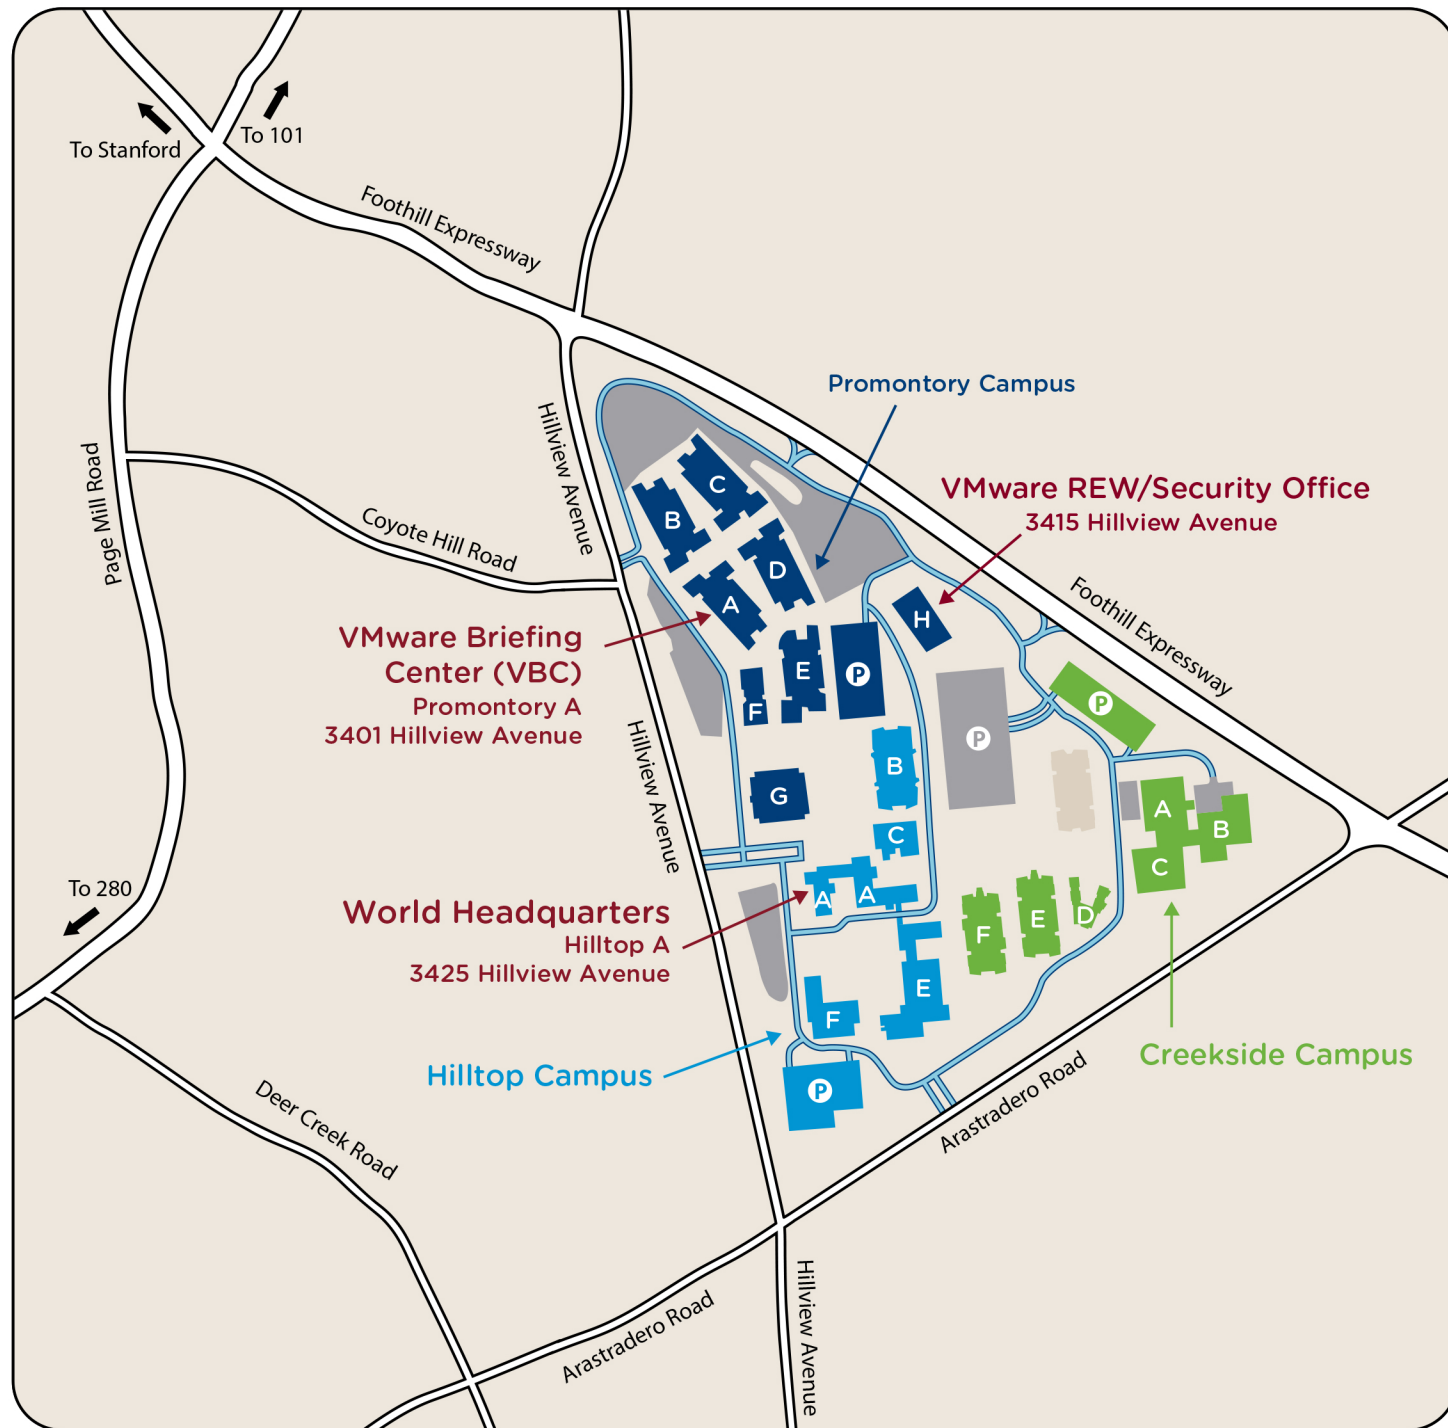 To Stanford
To 101
Foothill Expressway
Promontory Campus
Hillview Avenue
Page Mill Road
Coyote Hill Road
VMware REW/Security Office
3415 Hillview Avenue
C
B
D
A
H
Foothill Expressway
VMware Briefing
Center (VBC)
Promontory A
3401 Hillview Avenue
E
P
F
P
P
Hillview Avenue
B
G
C
A
B
C
To 280
World Headquarters
Hilltop A
3425 Hillview Avenue
A
A
F
E
D
E
F
Hilltop Campus
P
Creekside Campus
Arastradero Road
Deer Creek Road
Arastradero Road
Hillview Avenue